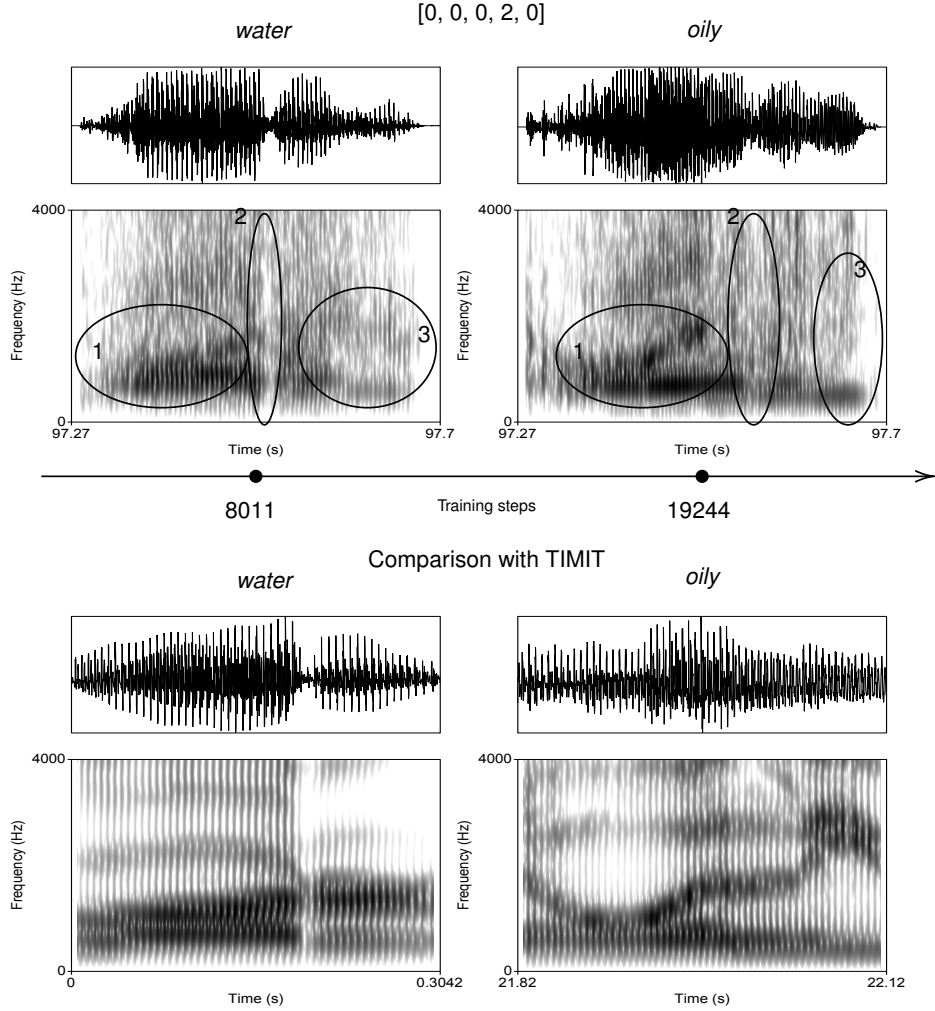 [0, 0, 0, 2, 0]
water
oily
4000
2
1
3
Frequency (Hz)
0
97.27
97.7
Time (s)
2
3
1
Frequency (Hz)
0
97.27
97.7
Time (s)
8011
Training steps
19244
Comparison with TIMIT
water
oily
4000
Frequency (Hz)
0
0
0.3042
Time (s)
4000
Frequency (Hz)
0
21.82
22.12
Time (s)